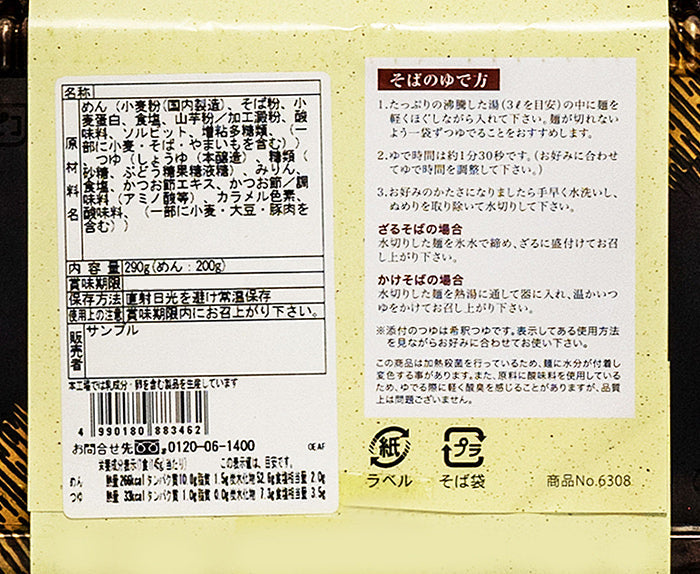 名称
原材料名
めん（小麦粉（国内製造）、そば粉、小
麦蛋白、食塩、山芋粉／加工澱粉、酸
味料、ソルビット、増粘多糖類、（一
部に小麦・そば・やまいもを含む））
、つゆ（しょうゆ（本醸造）、糖類（
砂糖、ぶどう糖果糖液糖）、みりん、
食塩、かつお節エキス、かつお節／調
味料（アミノ酸等）、カラメル色素、
酸味料、（一部に小麦・大豆・豚肉を
含む））
内容量 290g（めん：200g）
賞味期限
保存方法 直射日光を避け常温保存
使用上の注意 賞味期限内にお召上がり下さい。
販売者 サンプル
本工場では乳成分・卵を含む製品を生産しています
4 990180 883462
お問合せ先 0120-06-1400 OEAF
栄養成分表示（1食（145g）当たり） この表示値は、目安です。
めん 熱量 266kcal タンパク質10.0g 脂質 1.5g 炭水化物 52.6g 食塩相当量 2.0g
つゆ 熱量 33kcal タンパク質 1.0g 脂質 0.0g 炭水化物 7.3g 食塩相当量 3.5g
そばのゆで方
1.たっぷりの沸騰した湯（3ℓを目安）の中に麺を
軽くほぐしながら入れて下さい。麺が切れない
よう一袋ずつゆでることをおすすめします。
2.ゆで時間は約1分30秒です。（お好みに合わせ
てゆで時間を調整して下さい。）
3.お好みのかたさになりましたら手早く水洗いし、
ぬめりを取り除いて水切りして下さい。
ざるそばの場合
水切りした麺を氷水で締め、ざるに盛付けてお召
し上がり下さい。
かけそばの場合
水切りした麺を熱湯に通して器に入れ、温かいつ
ゆをかけてお召し上がり下さい。
※添付のつゆは希釈つゆです。表示してある使用方法
を見ながらお好みに合わせてお使い下さい。
この商品は加熱殺菌を行っているため、麺に水分が付着し
変色する事があります。また、原料に酸味料を使用している
ため、ゆでる際に軽く酸臭を感じることがありますが、品質
上は問題ございません。
紙
ラベル
プラ
そば袋
商品No.6308